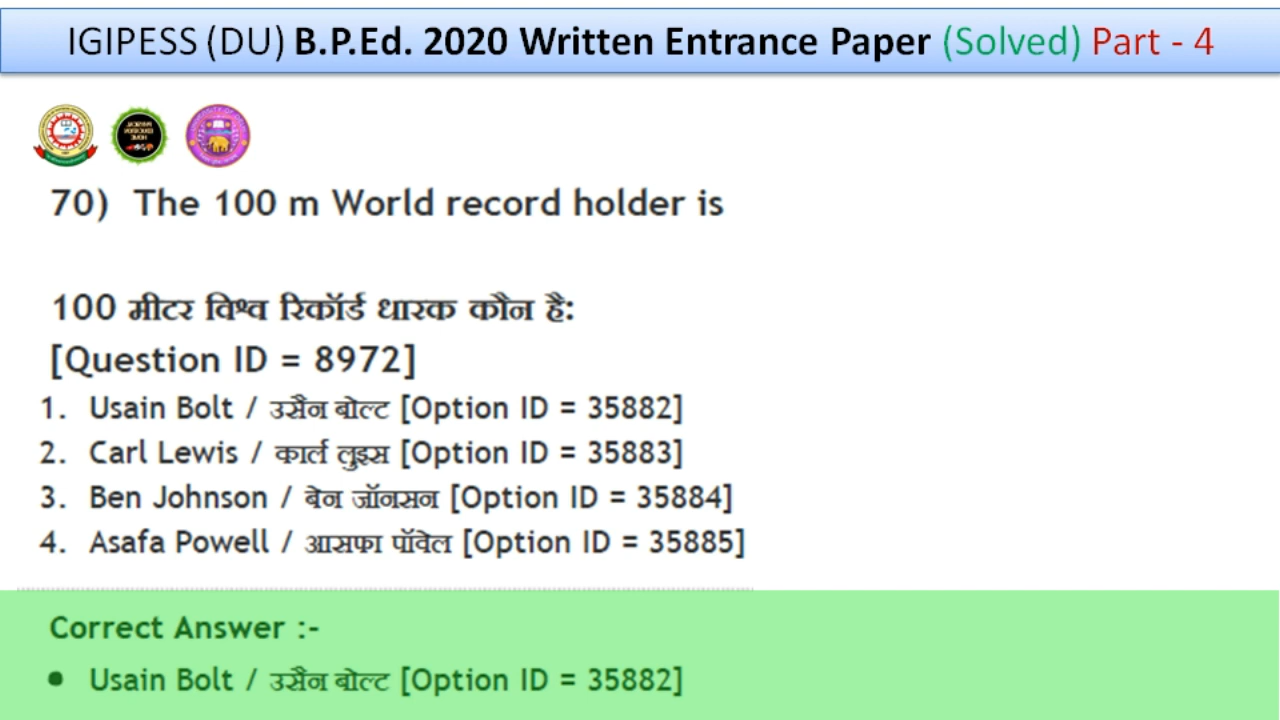 IGIPESS (DU) B.P.Ed. 2020 Written Entrance Paper (Solved) Part - 4
70) The 100 m World record holder is
100 मीटर विश्व रिकॉर्ड धारक कौन है:
[Question ID = 8972]
1. Usain Bolt / उसैन बोल्ट [Option ID = 35882]
2. Carl Lewis / कार्ल लुइस [Option ID = 35883]
3. Ben Johnson / बेन जॉनसन [Option ID = 35884]
4. Asafa Powell / आसफा पॉवेल [Option ID = 35885]
Correct Answer :-
• Usain Bolt / उसैन बोल्ट [Option ID = 35882]